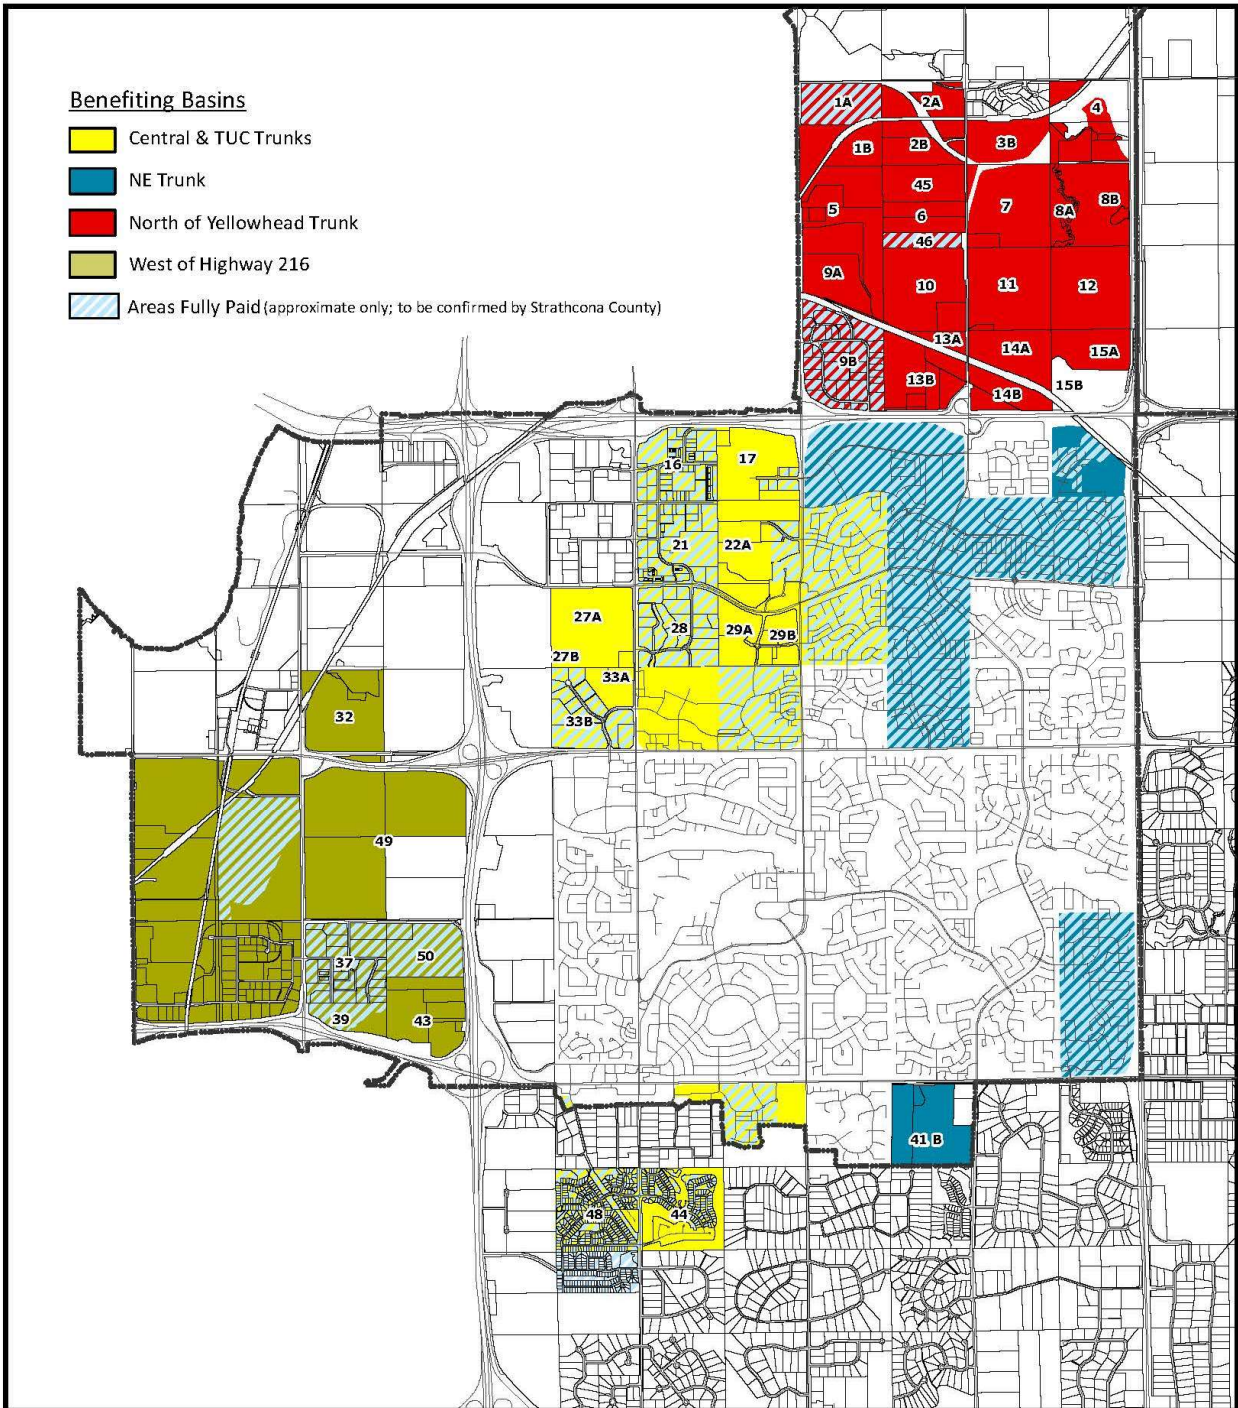 Benefiting Basins
Central & TUC Trunks
NE Trunk
North of Yellowhead Trunk
West of Highway 216
Areas Fully Paid (approximate only; to be confirmed by Strathcona County)
1A
2A
4
1B
2B
3B
45
5
6
7
8A
8B
46
9A
10
11
12
13A
14A
15A
9B
13B
14B
15B
16
17
21
22A
27A
28
29A
29B
27B
33A
33B
32
49
37
50
39
43
41 B
48
44